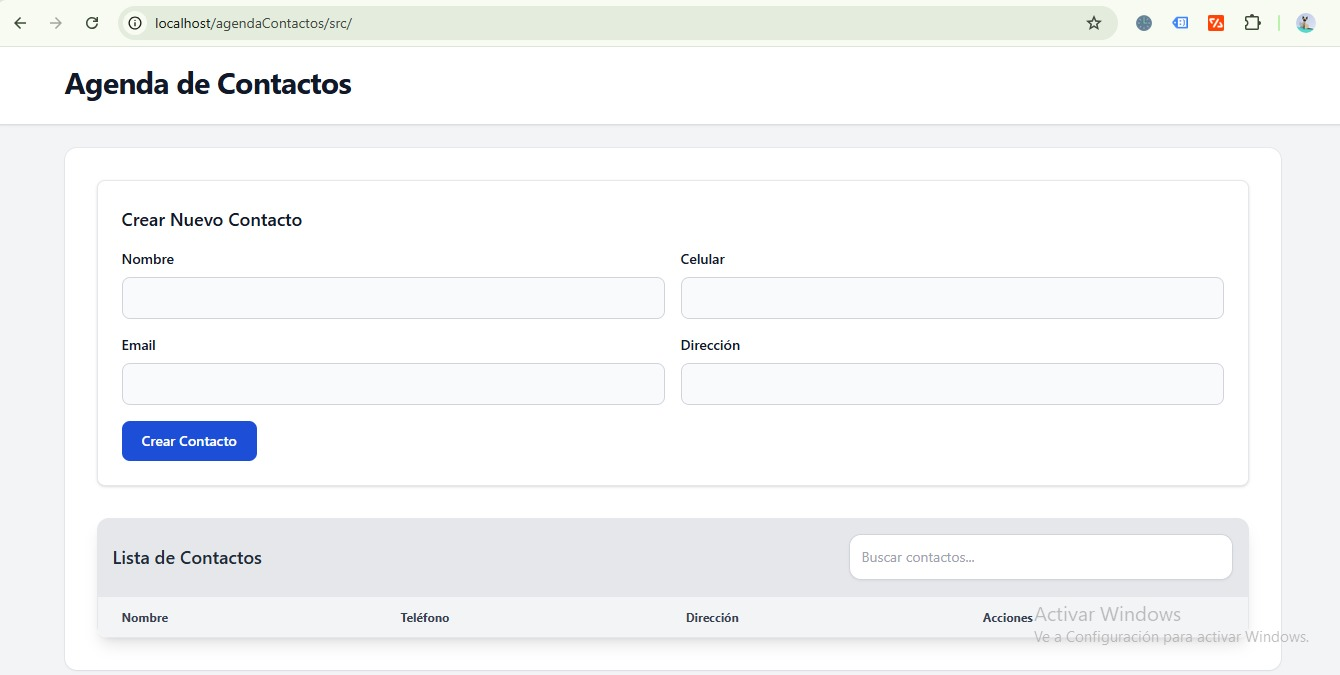 localhost/agendaContactos/src/
Agenda de Contactos
Crear Nuevo Contacto
Nombre
Celular
Email
Dirección
Crear Contacto
Lista de Contactos
Buscar contactos...
Nombre Teléfono Dirección Acciones
Activar Windows
Ve a Configuración para activar Windows.